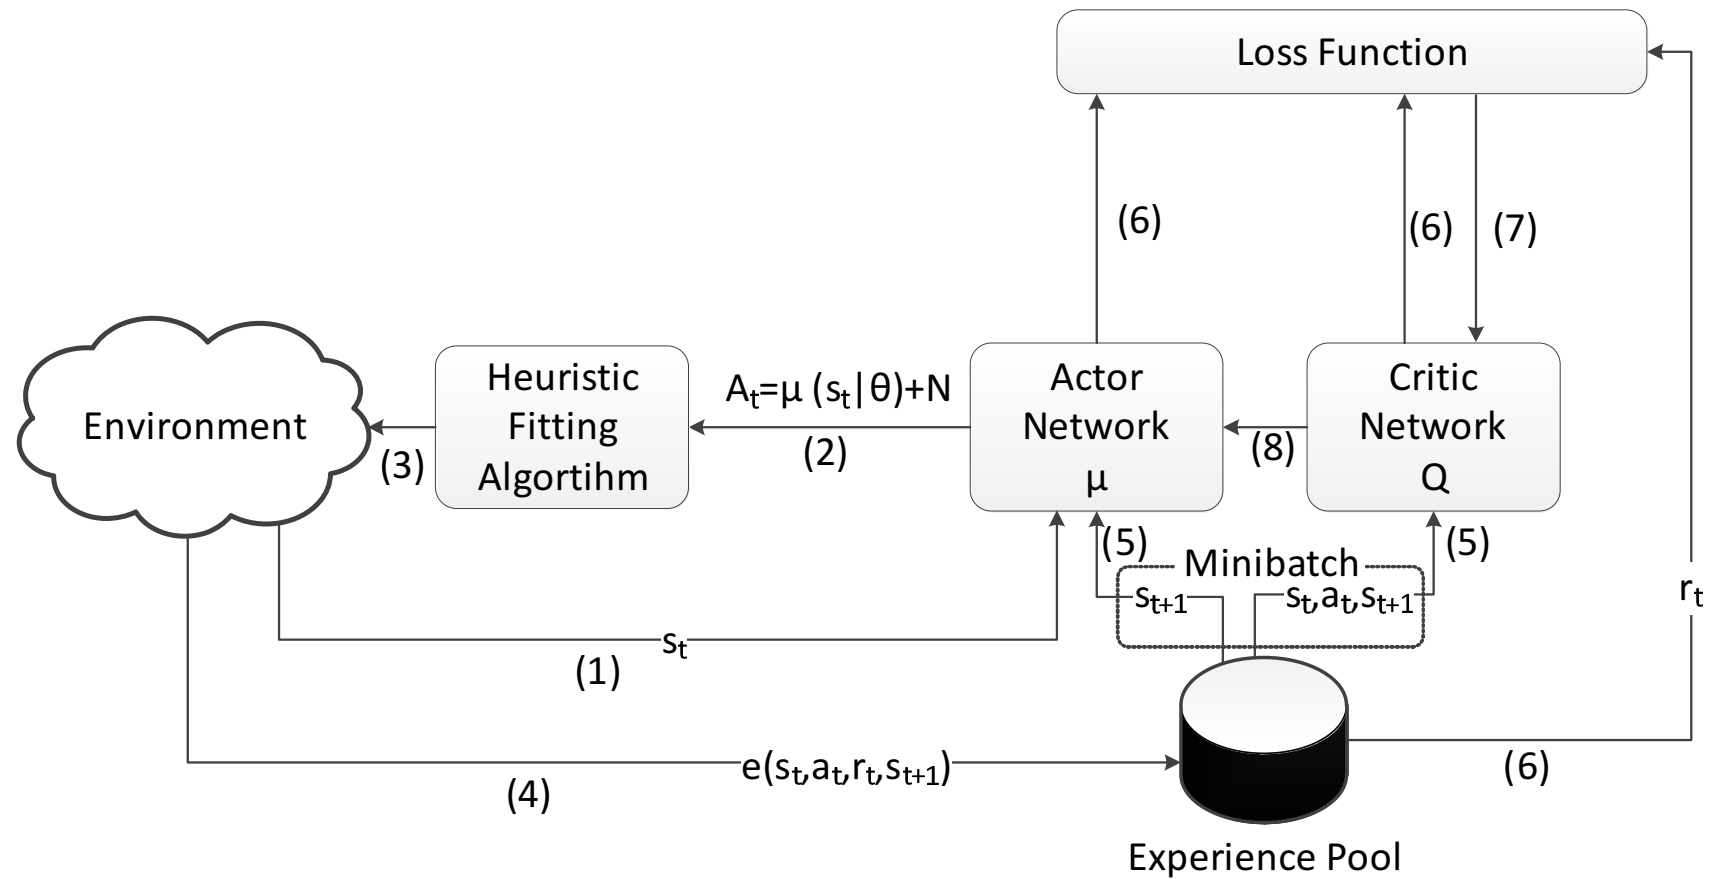 Loss Function
(6)
(6)
(7)
Environment
(3)
Heuristic
Fitting
Algortihm
Aₜ=μ (sₜ|θ)+N
(2)
Actor
Network
μ
(8)
Critic
Network
Q
(5)
(5)
Minibatch
sₜ₊₁
sₜ,aₜ,sₜ₊₁
rₜ
sₜ
(1)
e(sₜ,aₜ,rₜ,sₜ₊₁)
(4)
(6)
Experience Pool